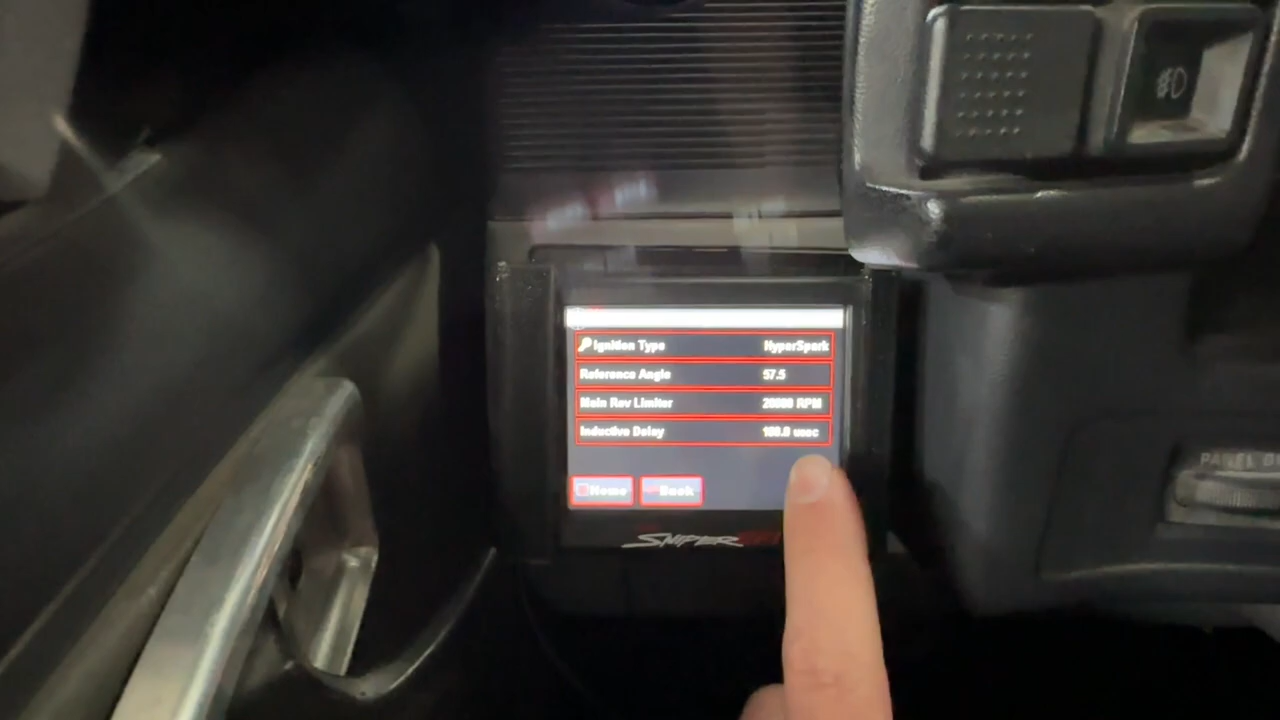 Ignition Type HyperSpark
Reference Angle 57.5
Main Rev Limiter 20000 RPM
Inductive Delay 100.0 usec
Home Back
SNIPER EFI
PANEL